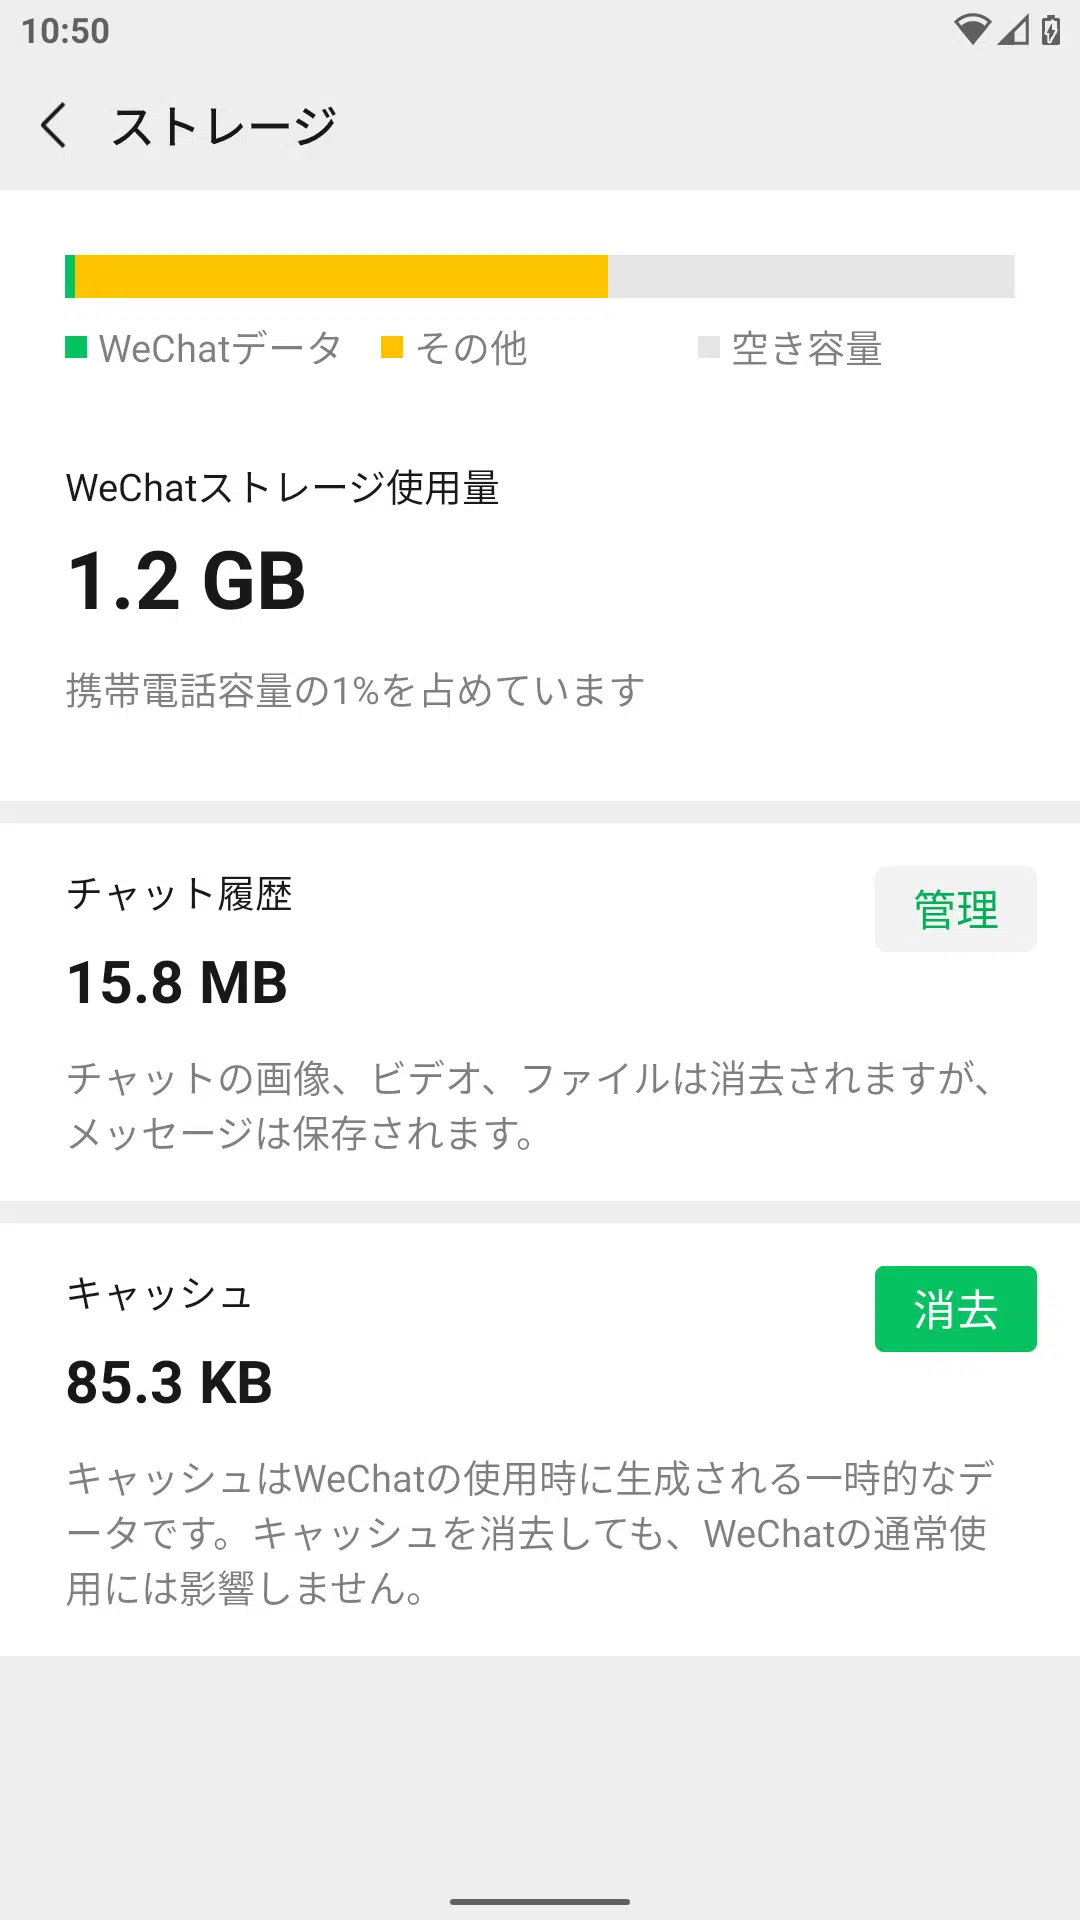 10:50
ストレージ
WeChatデータ その他 空き容量
WeChatストレージ使用量
1.2 GB
携帯電話容量の1%を占めています
チャット履歴
管理
15.8 MB
チャットの画像、ビデオ、ファイルは消去されますが、
メッセージは保存されます。
キャッシュ
消去
85.3 KB
キャッシュはWeChatの使用時に生成される一時的なデ
ータです。キャッシュを消去しても、WeChatの通常使
用には影響しません。